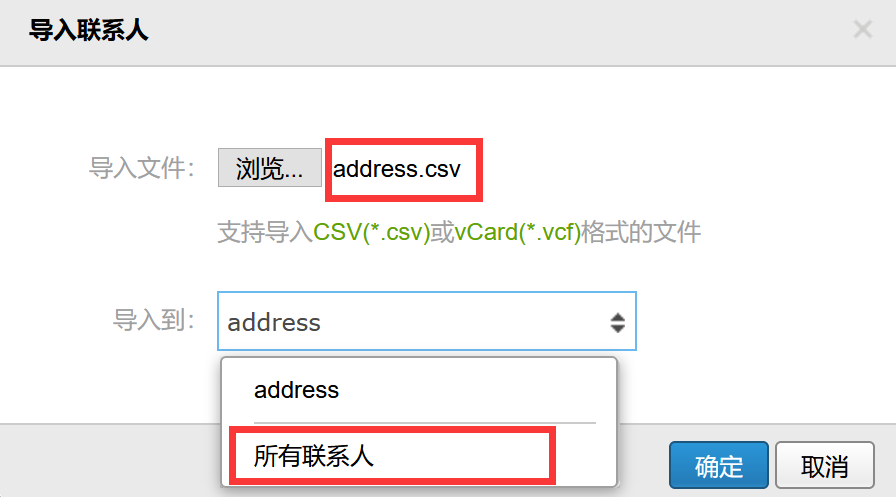 导入联系人
导入文件： 浏览... address.csv
支持导入CSV(*.csv)或vCard(*.vcf)格式的文件
导入到： address
address
所有联系人
确定 取消